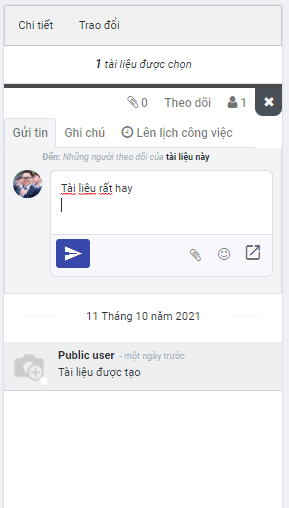 Chi tiết Trao đổi
1 tài liệu được chọn
0 Theo dõi 1
Gửi tin Ghi chú Lên lịch công việc
Đến: Những người theo dõi của tài liệu này
Tài liệu rất hay
11 Tháng 10 năm 2021
Public user - một ngày trước
Tài liệu được tạo